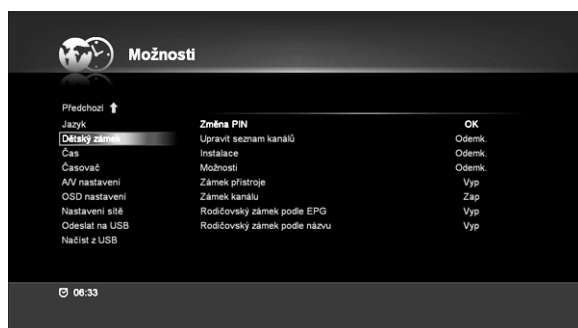 Možnosti
Předchozí
Jazyk Změna PIN OK
Dětský zámek Upravit seznam kanálů Odemk.
Čas Instalace Odemk.
Časovač Možnosti Odemk.
A/V nastavení Zámek přístroje Vyp
OSD nastavení Zámek kanálu Zap
Nastavení sítě Rodičovský zámek podle EPG Vyp
Odeslat na USB Rodičovský zámek podle názvu Vyp
Načíst z USB
06:33